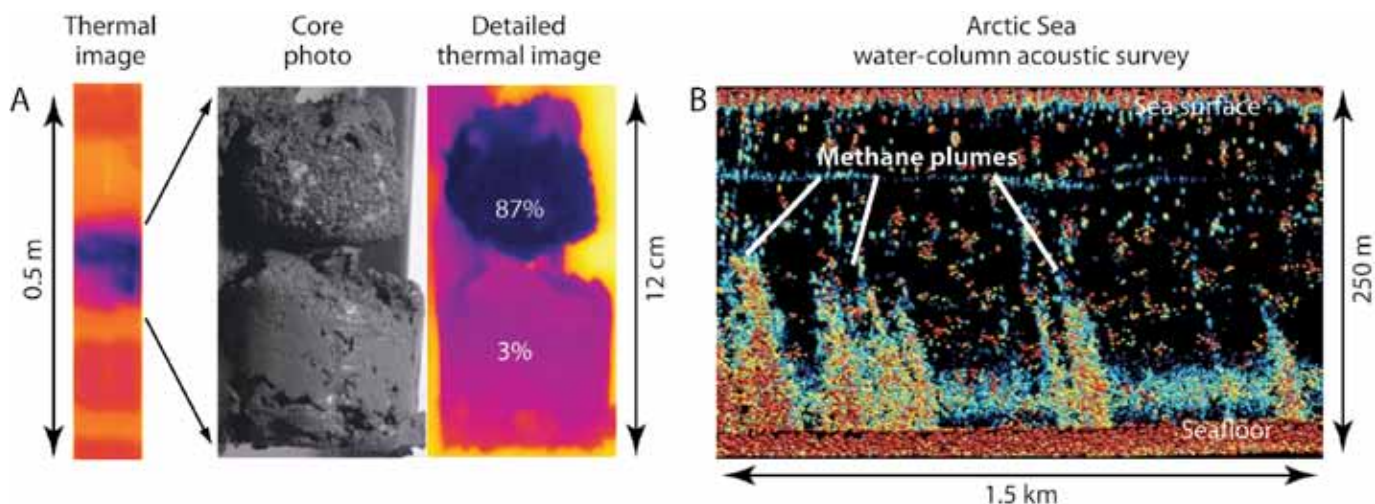 Thermal
image
Core
photo
Detailed
thermal image
Arctic Sea
water-column acoustic survey
A
0.5 m
87%
3%
12 cm
B
Sea surface
Methane plumes
Seafloor
250 m
1.5 km